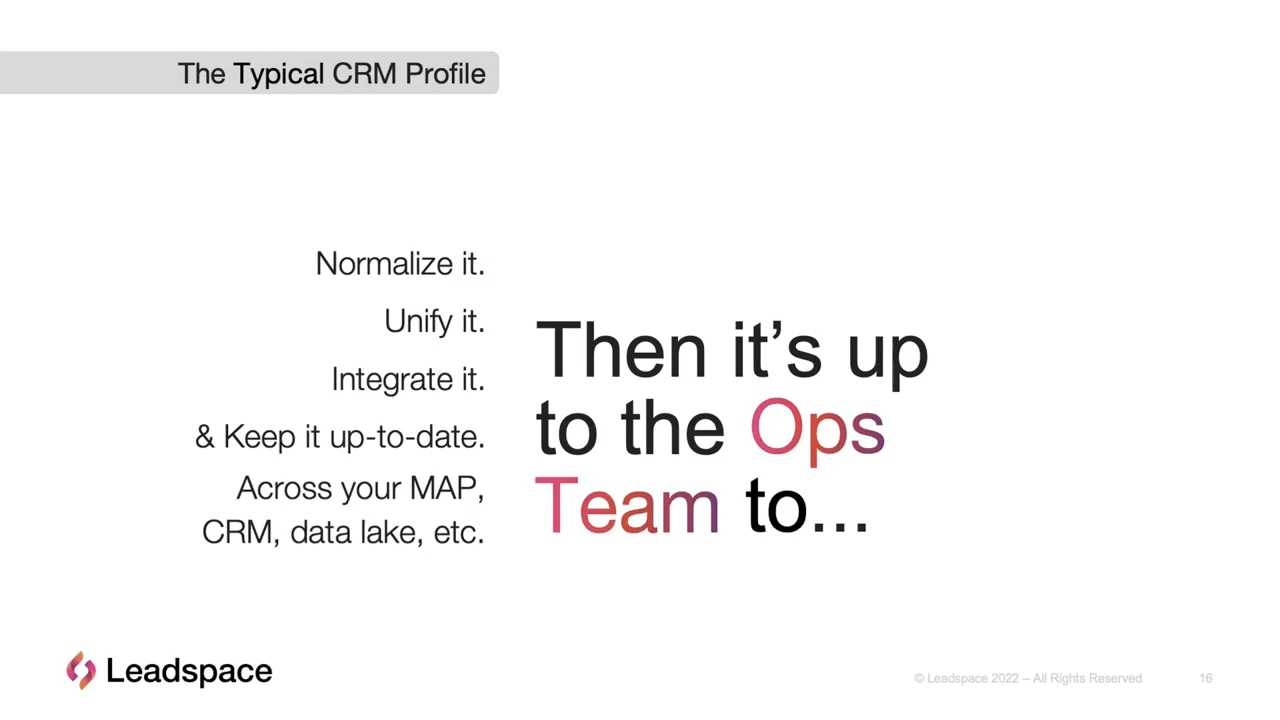 The Typical CRM Profile
Normalize it.
Unify it.
Integrate it.
& Keep it up-to-date.
Across your MAP,
CRM, data lake, etc.
Then it’s up
to the Ops
Team to...
Leadspace
© Leadspace 2022 – All Rights Reserved
16